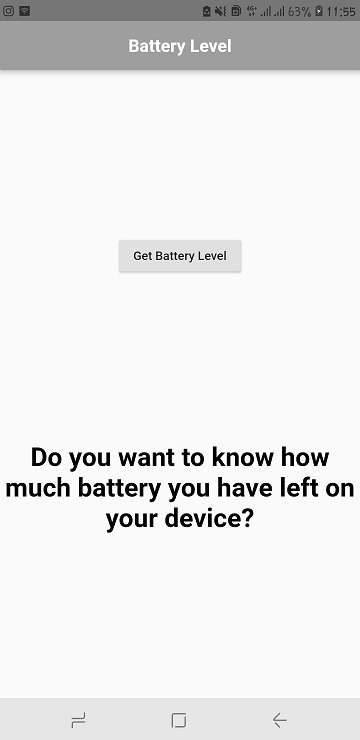 63% 11:55
Battery Level
Get Battery Level
Do you want to know how
much battery you have left on
your device?